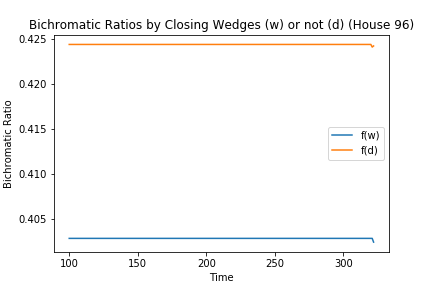 Bichromatic Ratios by Closing Wedges (w) or not (d) (House 96)
0.425
0.420
0.415
0.410
0.405
Bichromatic Ratio
f(w)
f(d)
100
150
200
250
300
Time